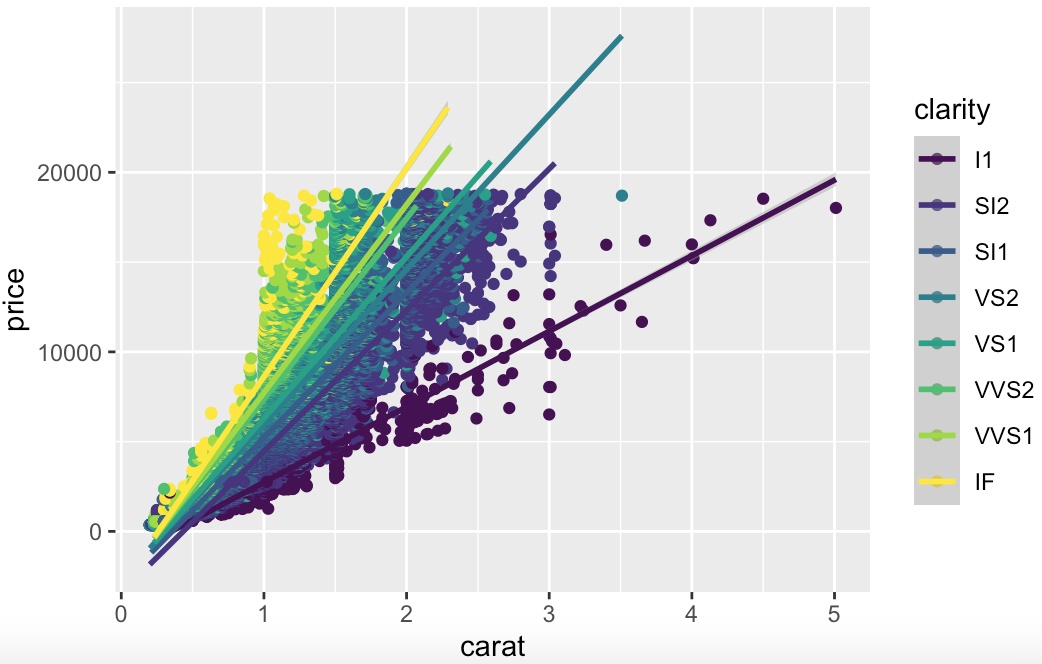 price
20000
10000
0
0 1 2 3 4 5
carat
clarity
I1
SI2
SI1
VS2
VS1
VVS2
VVS1
IF